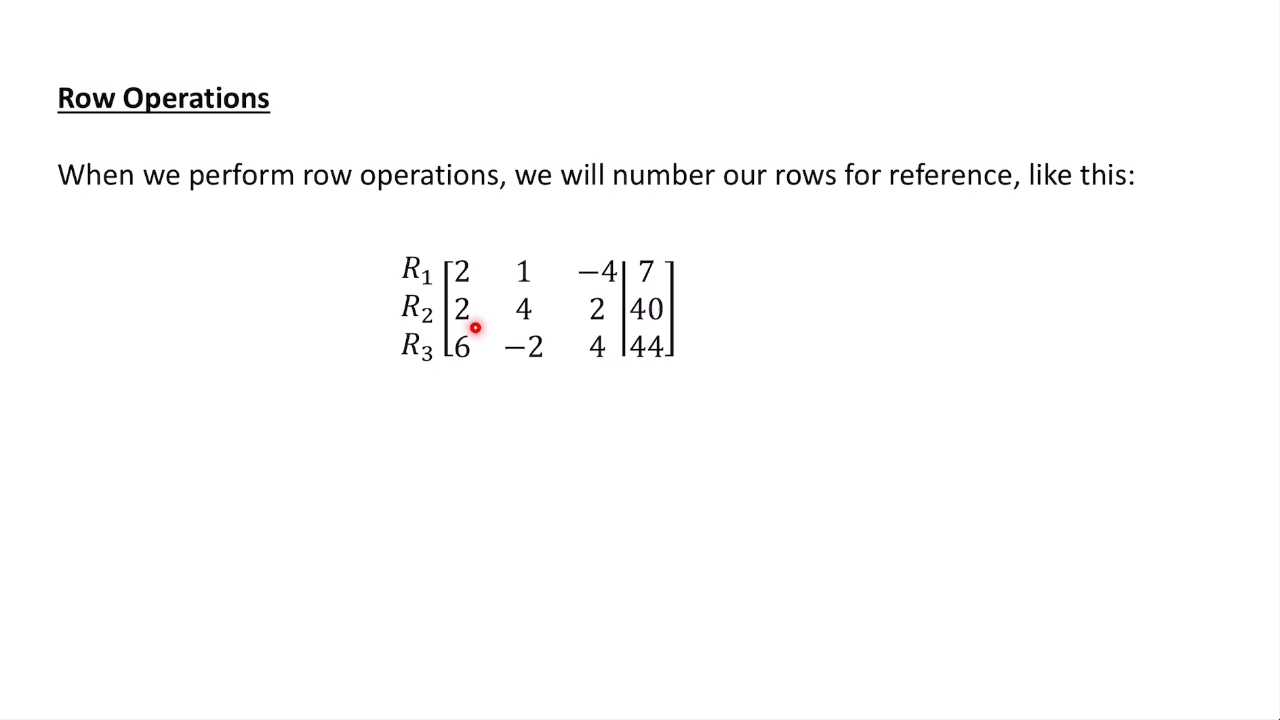 Row Operations
When we perform row operations, we will number our rows for reference, like this:
R₁ [2 1 −4 | 7]
R₂ [2 4 2 | 40]
R₃ [6 −2 4 | 44]